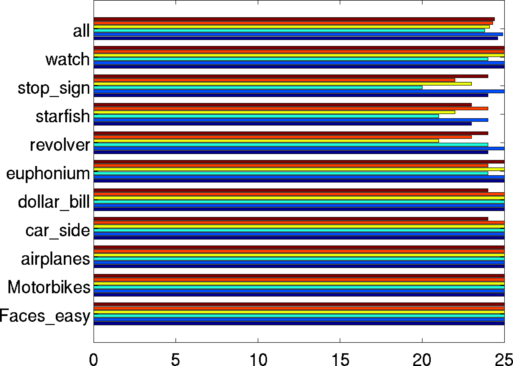 all
watch
stop_sign
starfish
revolver
euphonium
dollar_bill
car_side
airplanes
Motorbikes
Faces_easy
0 5 10 15 20 25